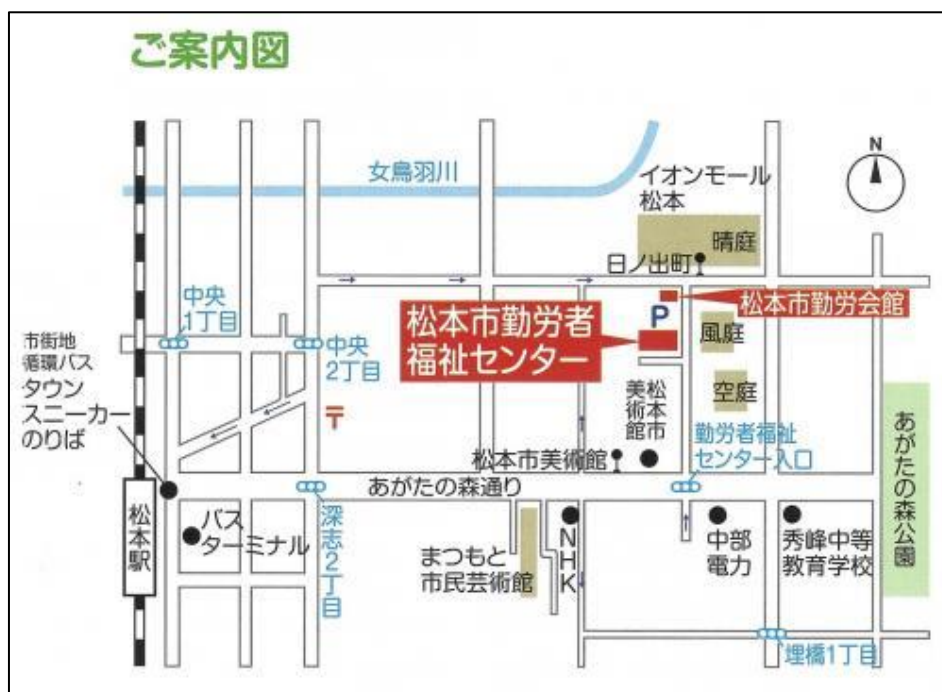 ご案内図
N
女鳥羽川
イオンモール
松本
晴庭
日ノ出町
中央
1丁目
松本市勤労者
福祉センター
P
松本市勤労会館
市街地
循環バス
タウン
スニーカー
のりば
中央
2丁目
風庭
空庭
〒
松本市
美術館
勤労者福祉
センター入口
あがたの森公園
松本市美術館
あがたの森通り
松本駅
バス
ターミナル
深志2丁目
まつもと
市民芸術館
NHK
中部
電力
秀峰中等
教育学校
埋橋1丁目